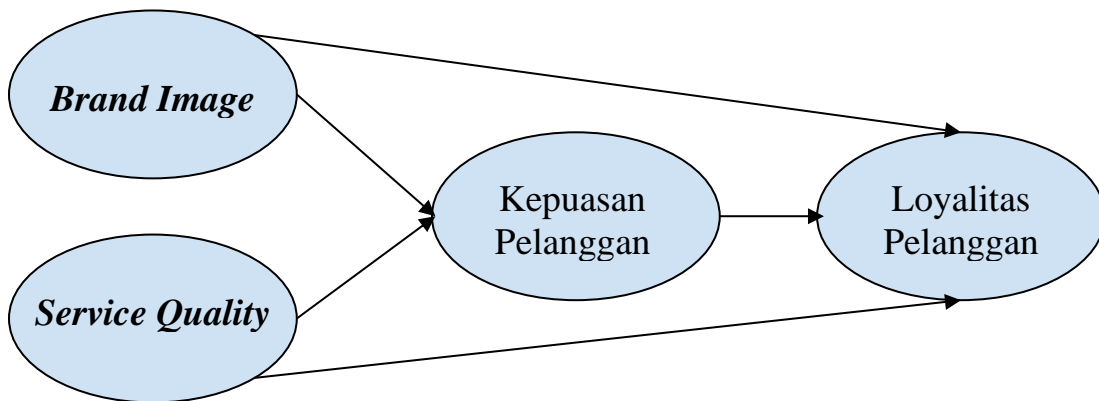 Brand Image
Kepuasan
Pelanggan
Loyalitas
Pelanggan
Service Quality